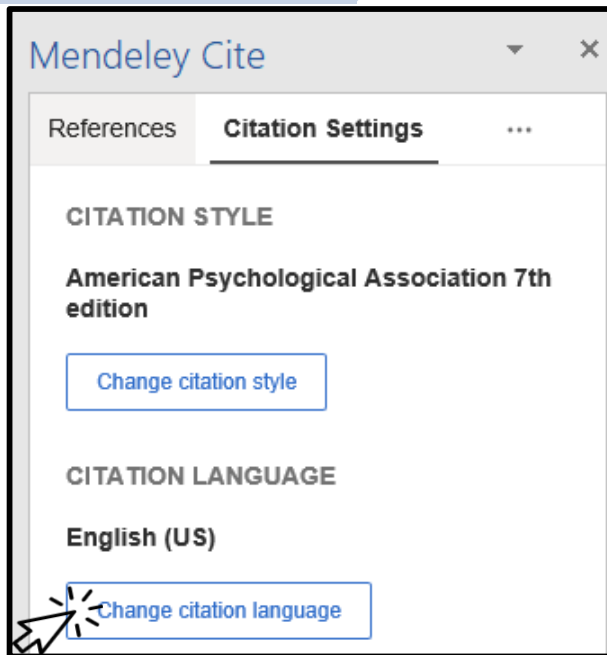 Mendeley Cite
References Citation Settings ...
CITATION STYLE
American Psychological Association 7th
edition
Change citation style
CITATION LANGUAGE
English (US)
Change citation language